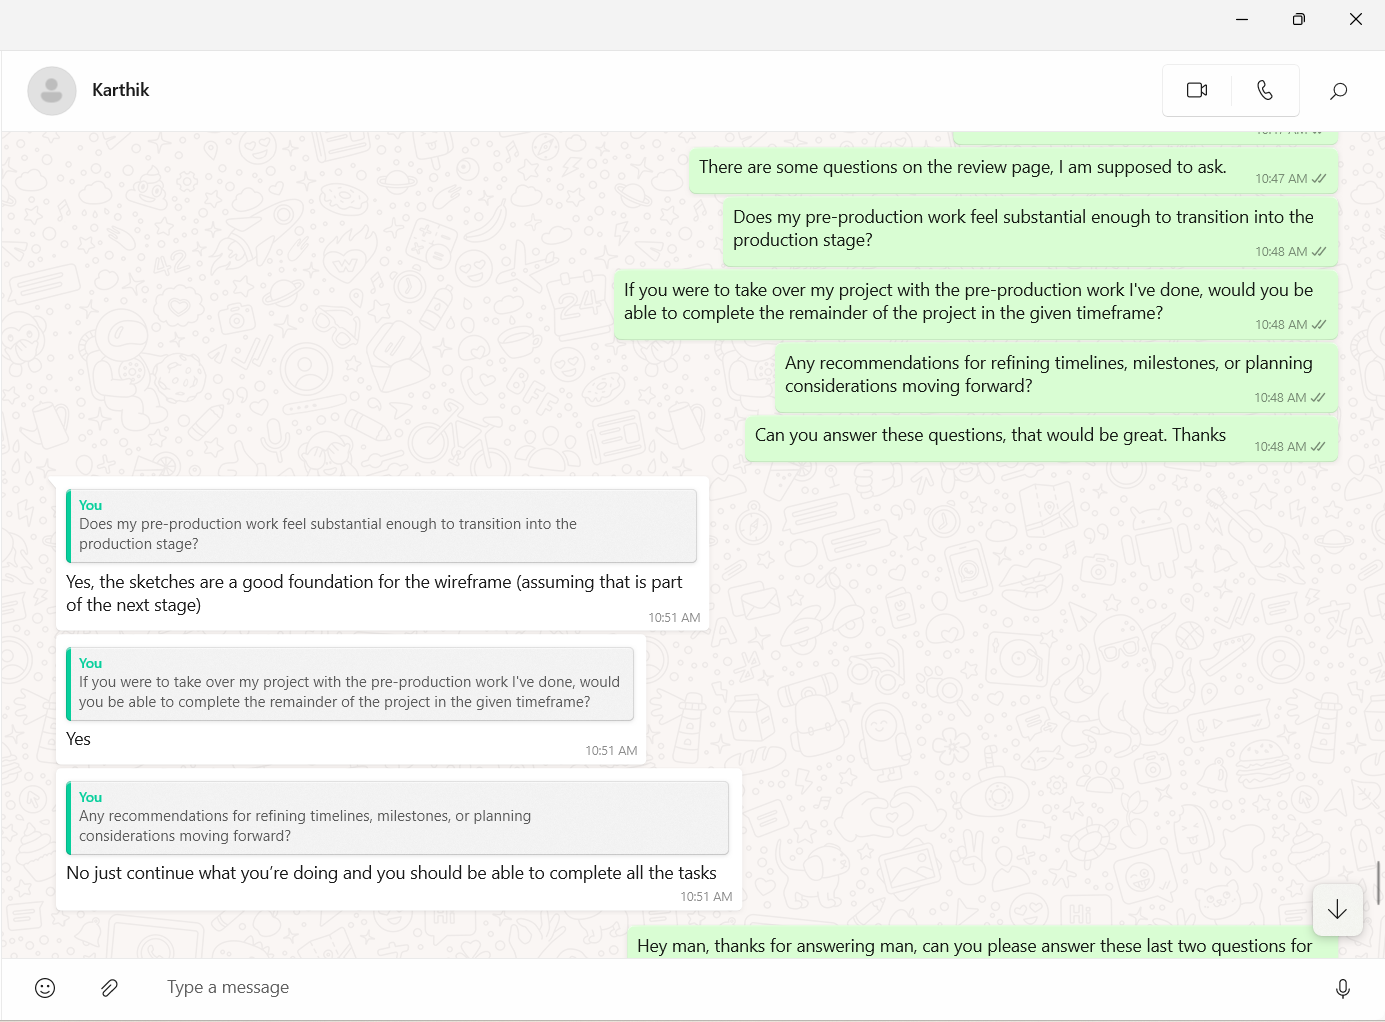 Karthik
There are some questions on the review page, I am supposed to ask.
10:47 AM
Does my pre-production work feel substantial enough to transition into the
production stage?
10:48 AM
If you were to take over my project with the pre-production work I've done, would you be
able to complete the remainder of the project in the given timeframe?
10:48 AM
Any recommendations for refining timelines, milestones, or planning
considerations moving forward?
10:48 AM
Can you answer these questions, that would be great. Thanks
10:48 AM
You
Does my pre-production work feel substantial enough to transition into the
production stage?
Yes, the sketches are a good foundation for the wireframe (assuming that is part
of the next stage)
10:51 AM
You
If you were to take over my project with the pre-production work I've done, would
you be able to complete the remainder of the project in the given timeframe?
Yes
10:51 AM
You
Any recommendations for refining timelines, milestones, or planning
considerations moving forward?
No just continue what you’re doing and you should be able to complete all the tasks
10:51 AM
Hey man, thanks for answering man, can you please answer these last two questions for
Type a message